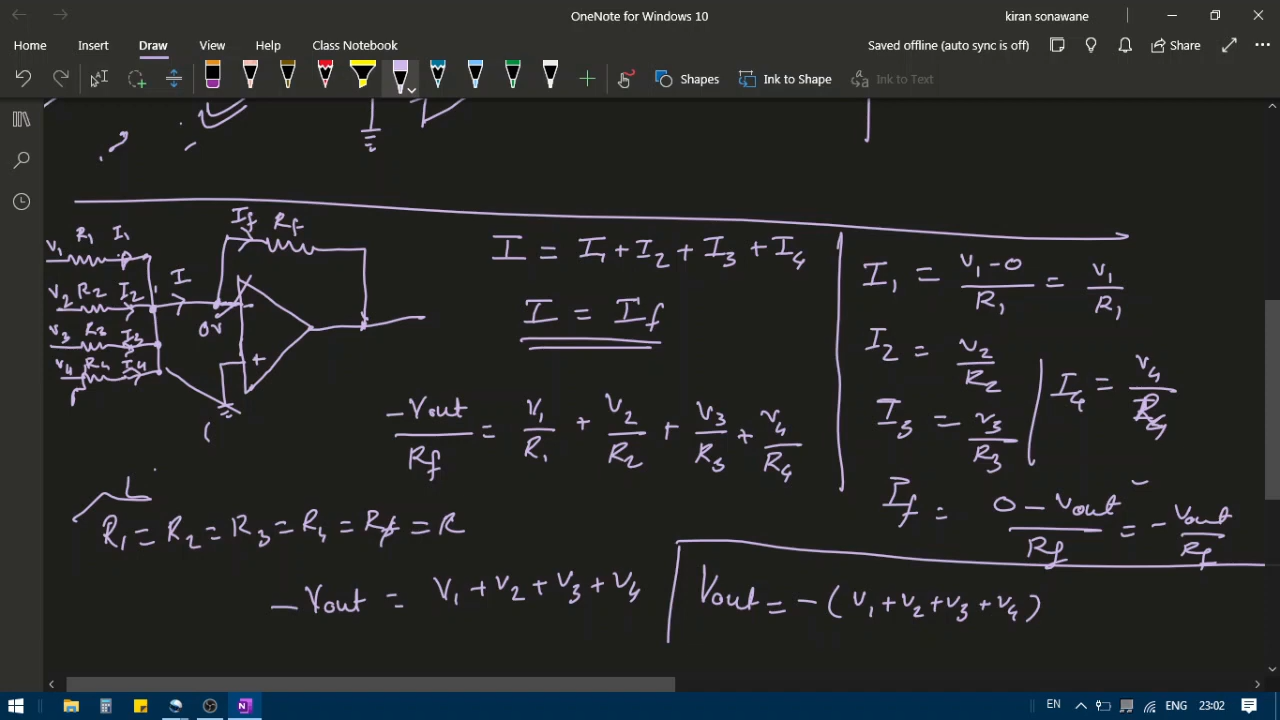 OneNote for Windows 10
kiran sonawane
Home Insert Draw View Help Class Notebook
Saved offline (auto sync is off)
Share
Shapes
Ink to Shape
Ink to Text
V1 R1 I1
V2 R2 I2
V3 R3 I3
V4 R4 I4
I
If Rf
0V
+
I = I1 + I2 + I3 + I4
I = If
-Vout/Rf = V1/R1 + V2/R2 + V3/R3 + V4/R4
I1 = V1-0/R1 = V1/R1
I2 = V2/R2
I3 = V3/R3
I4 = V4/R4
If = 0-Vout/Rf = -Vout/Rf
R1 = R2 = R3 = R4 = Rf = R
-Vout = V1 + V2 + V3 + V4
Vout = -(V1+V2+V3+V4)
EN
ENG
23:02